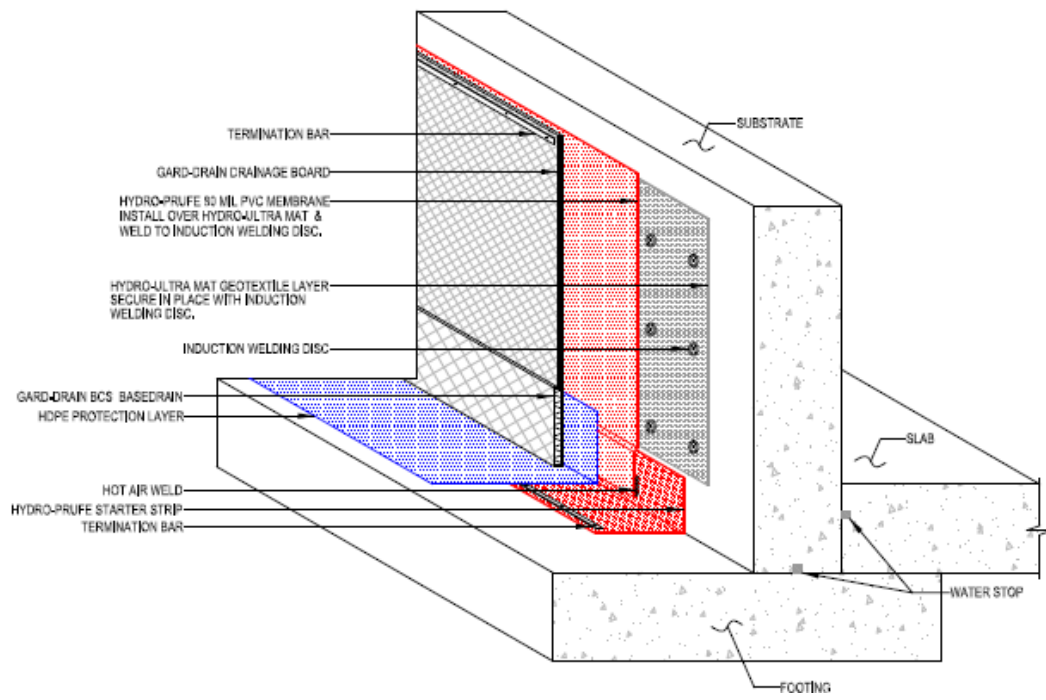 TERMINATION BAR
SUBSTRATE
GARD-DRAIN DRAINAGE BOARD
HYDRO-PRUFE 80 MIL PVC MEMBRANE
INSTALL OVER HYDRO-ULTRA MAT &
WELD TO INDUCTION WELDING DISC.
HYDRO-ULTRA MAT GEOTEXTILE LAYER
SECURE IN PLACE WITH INDUCTION
WELDING DISC.
INDUCTION WELDING DISC
GARD-DRAIN BCS BASEDRAIN
HDPE PROTECTION LAYER
SLAB
HOT AIR WELD
HYDRO-PRUFE STARTER STRIP
TERMINATION BAR
WATER STOP
FOOTING